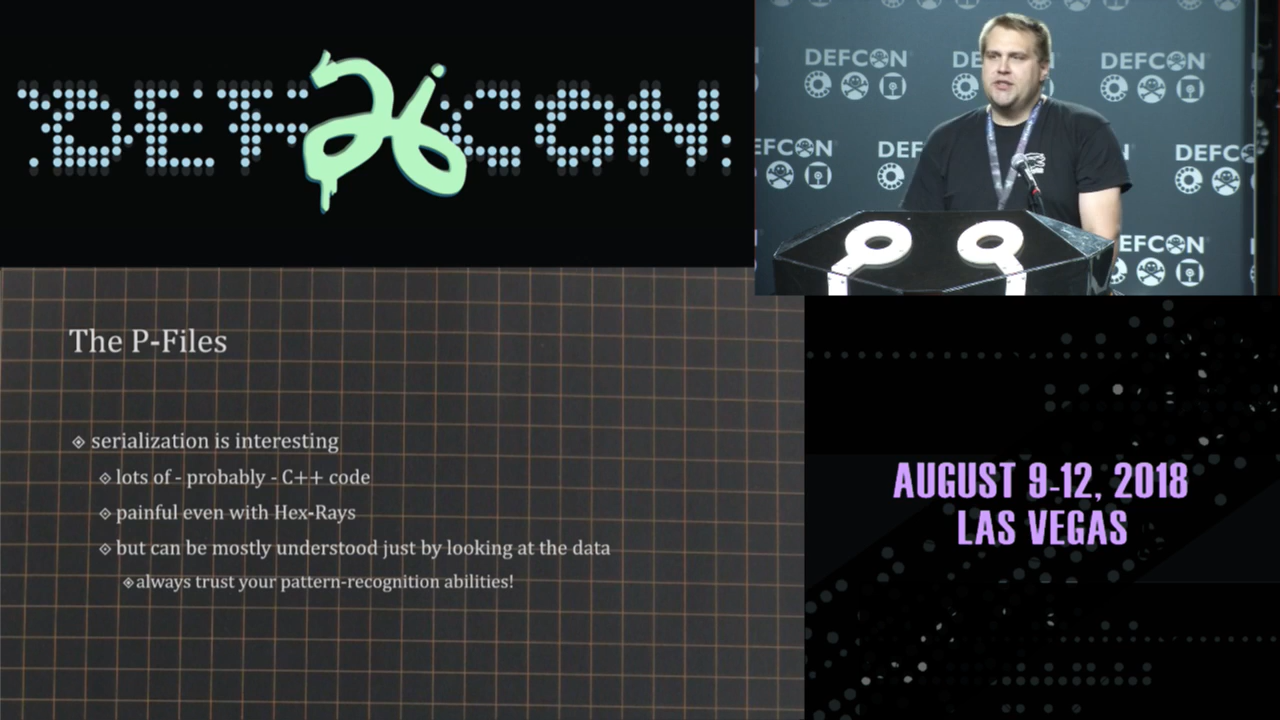 DEFCON
26
DEFCON DEFCON DEFCON
DEFCON DEF DEFC
EFCON
The P-Files
serialization is interesting
lots of - probably - C++ code
painful even with Hex-Rays
but can be mostly understood just by looking at the data
always trust your pattern-recognition abilities!
AUGUST 9-12, 2018
LAS VEGAS